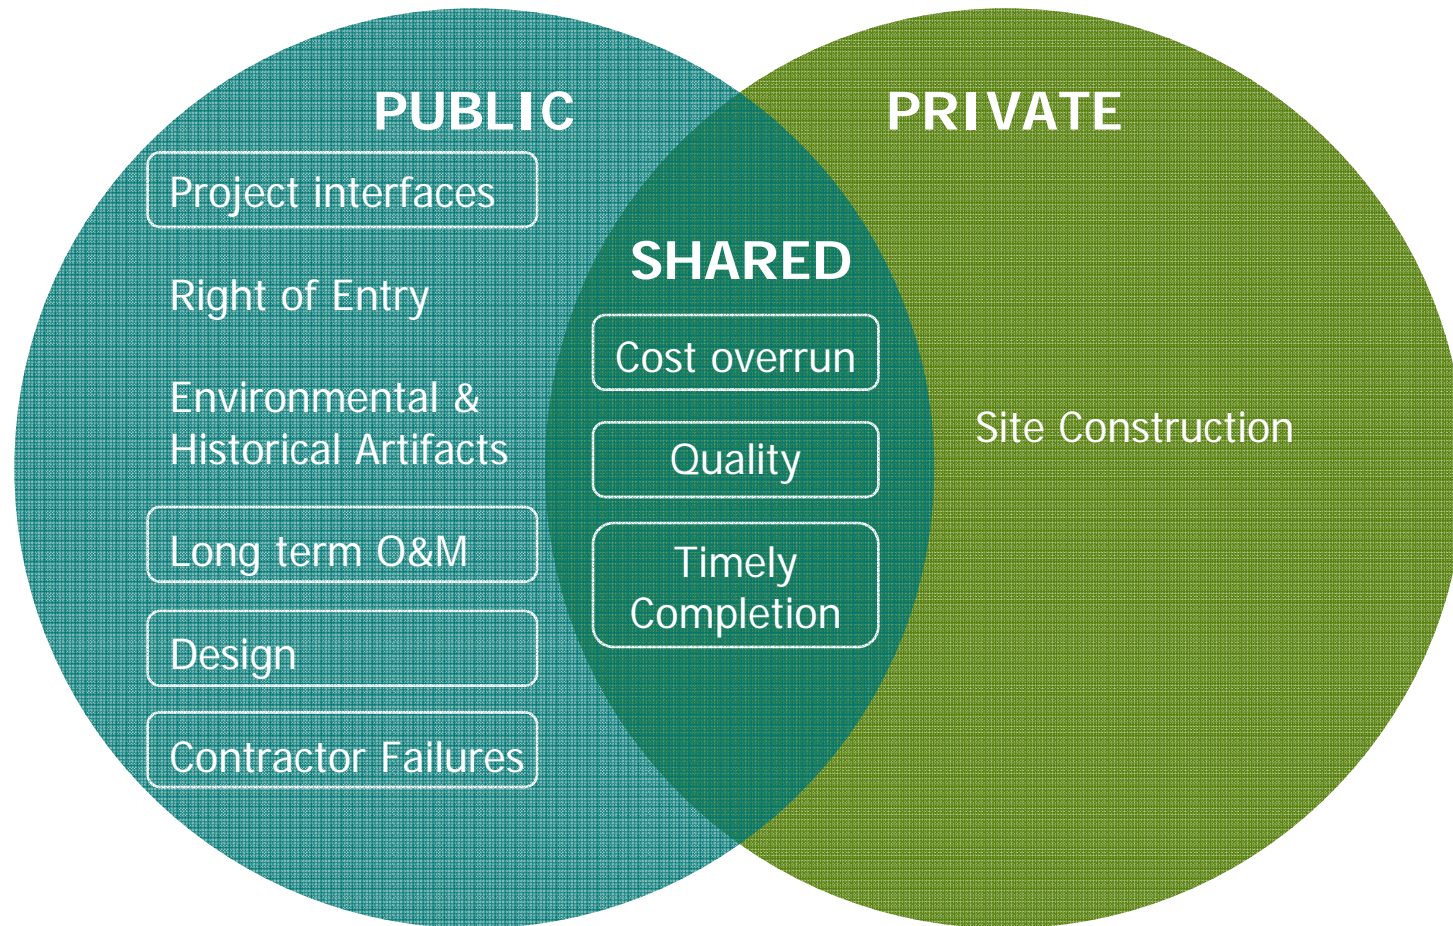 PUBLIC
Project interfaces
Right of Entry
Environmental &
Historical Artifacts
Long term O&M
Design
Contractor Failures
SHARED
Cost overrun
Quality
Timely
Completion
PRIVATE
Site Construction